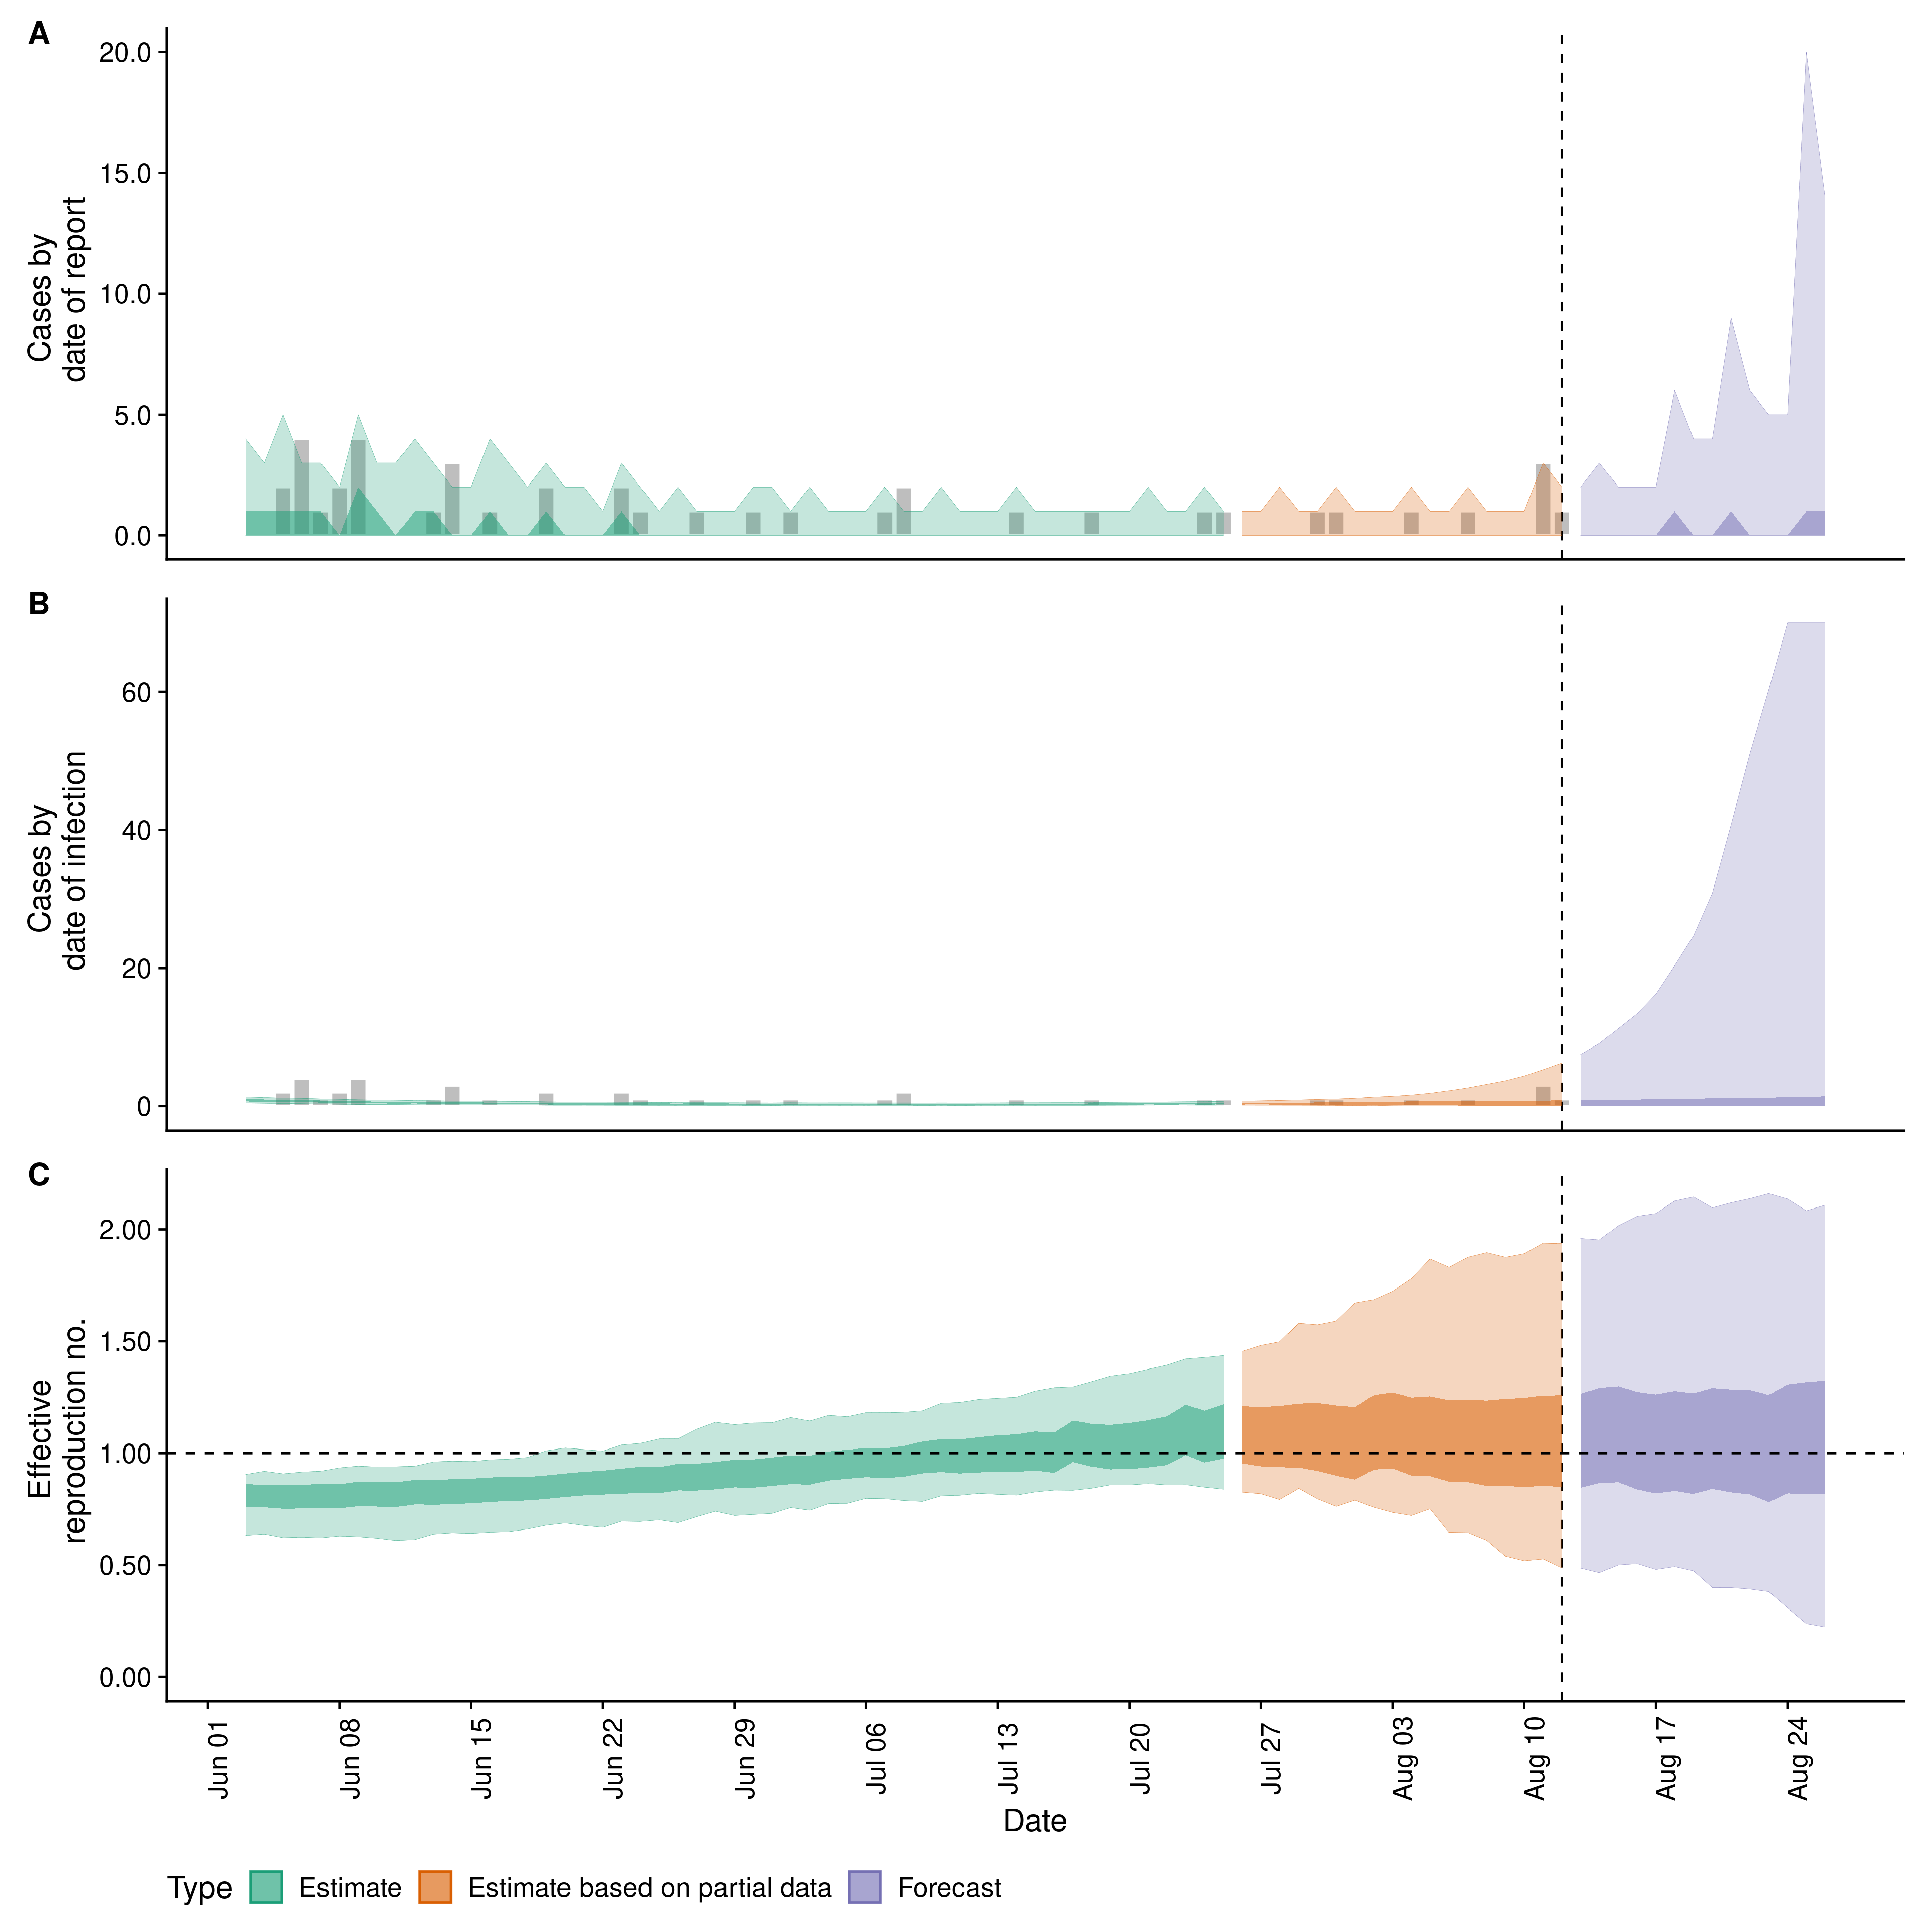 A
Cases by
date of report
20.0
15.0
10.0
5.0
0.0
B
Cases by
date of infection
60
40
20
0
C
Effective
reproduction no.
2.00
1.50
1.00
0.50
0.00
Jun 01
Jun 08
Jun 15
Jun 22
Jun 29
Jul 06
Jul 13
Jul 20
Jul 27
Aug 03
Aug 10
Aug 17
Aug 24
Date
Type Estimate Estimate based on partial data Forecast